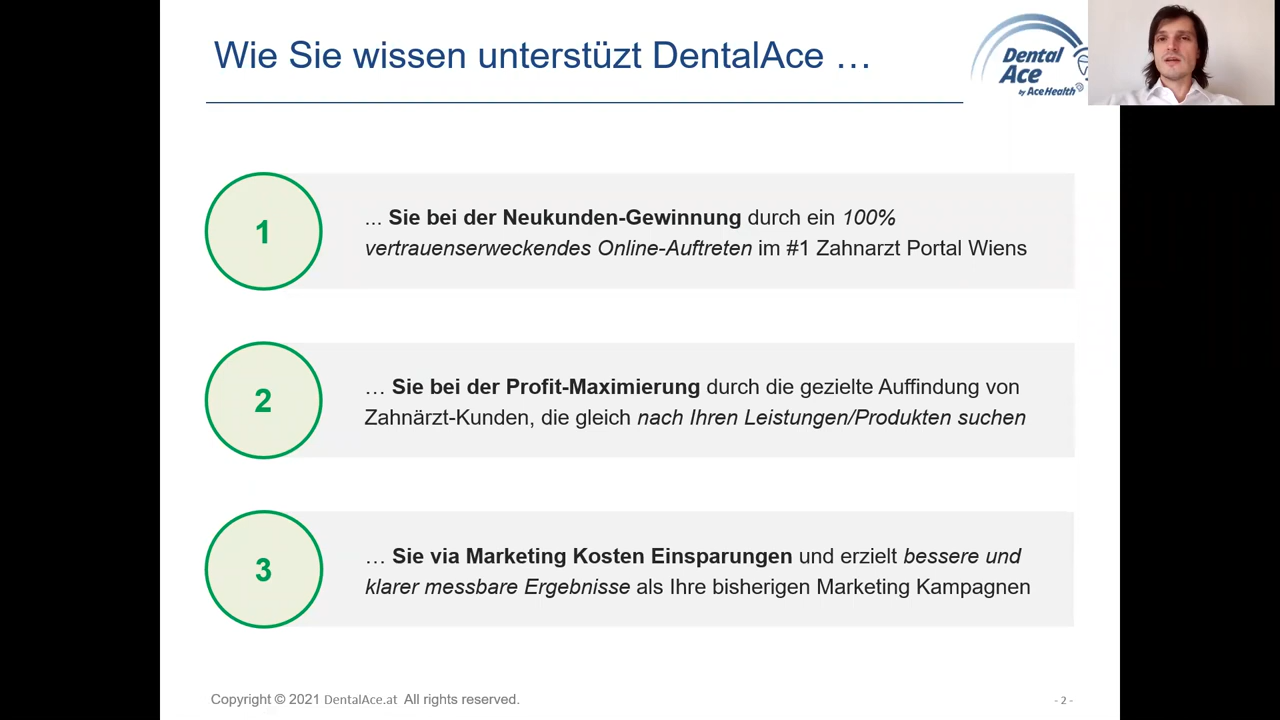 Wie Sie wissen unterstüzt DentalAce …
Dental
Ace
by AceHealth
1
... Sie bei der Neukunden-Gewinnung durch ein 100%
vertrauenserweckendes Online-Auftreten im #1 Zahnarzt Portal Wiens
2
… Sie bei der Profit-Maximierung durch die gezielte Auffindung von
Zahnärzt-Kunden, die gleich nach Ihren Leistungen/Produkten suchen
3
… Sie via Marketing Kosten Einsparungen und erzielt bessere und
klarer messbare Ergebnisse als Ihre bisherigen Marketing Kampagnen
Copyright © 2021 DentalAce.at All rights reserved.
- 2 -